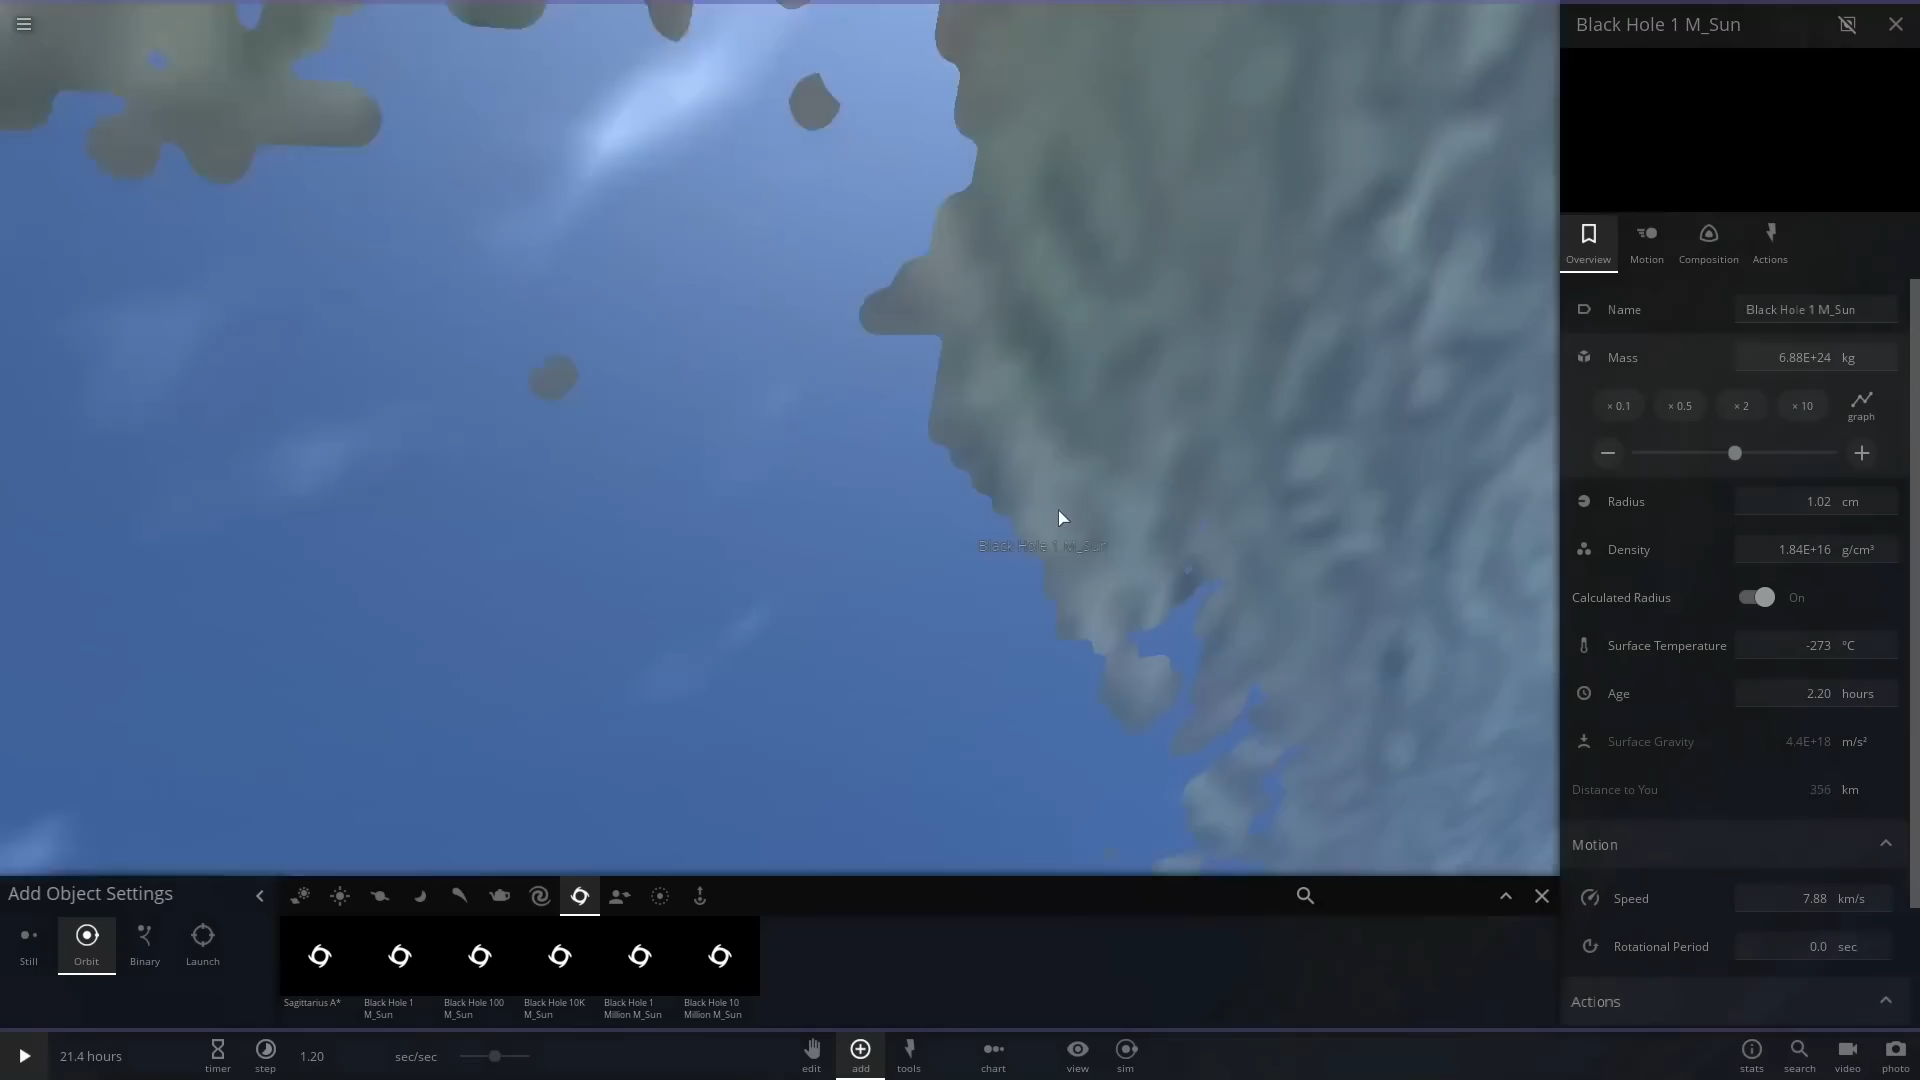 Black Hole 1 M_Sun
Overview
Motion
Composition
Actions
Name
Black Hole 1 M_Sun
Mass
6.88E+24 kg
× 0.1
× 0.5
× 2
× 10
graph
Radius
1.02 cm
Density
1.84E+16 g/cm³
Calculated Radius
On
Surface Temperature
-273 °C
Age
2.20 hours
Surface Gravity
4.4E+18 m/s²
Distance to You
356 km
Motion
Speed
7.88 km/s
Rotational Period
0.0 sec
Actions
Black Hole 1 M_Sun
Add Object Settings
Still
Orbit
Binary
Launch
Sagittarius A*
Black Hole 1
M_Sun
Black Hole 100
M_Sun
Black Hole 10K
M_Sun
Black Hole 1
Million M_Sun
Black Hole 10
Million M_Sun
21.4 hours
timer
step
1.20
sec/sec
edit
add
tools
chart
view
sim
stats
search
video
photo